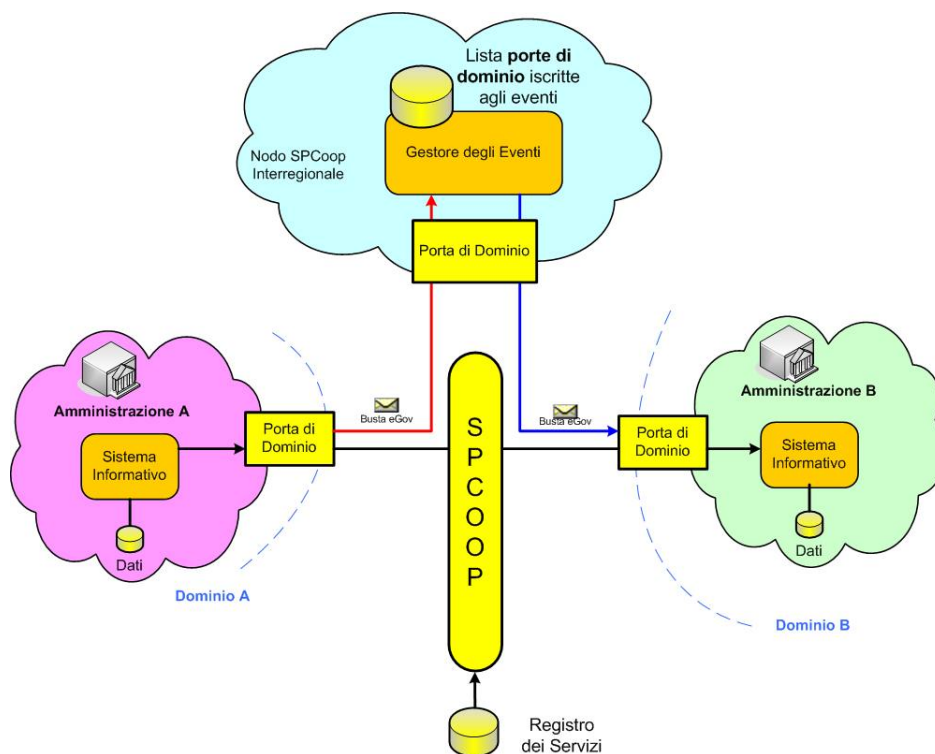 Lista porte di
dominio iscritte
agli eventi
Gestore degli Eventi
Nodo SPCoop
Interregionale
Porta di Dominio
Amministrazione A
Sistema
Informativo
Dati
Porta di
Dominio
Busta eGov
Dominio A
S
P
C
O
O
P
Busta eGov
Porta di
Dominio
Amministrazione B
Sistema
Informativo
Dati
Dominio B
Registro
dei Servizi